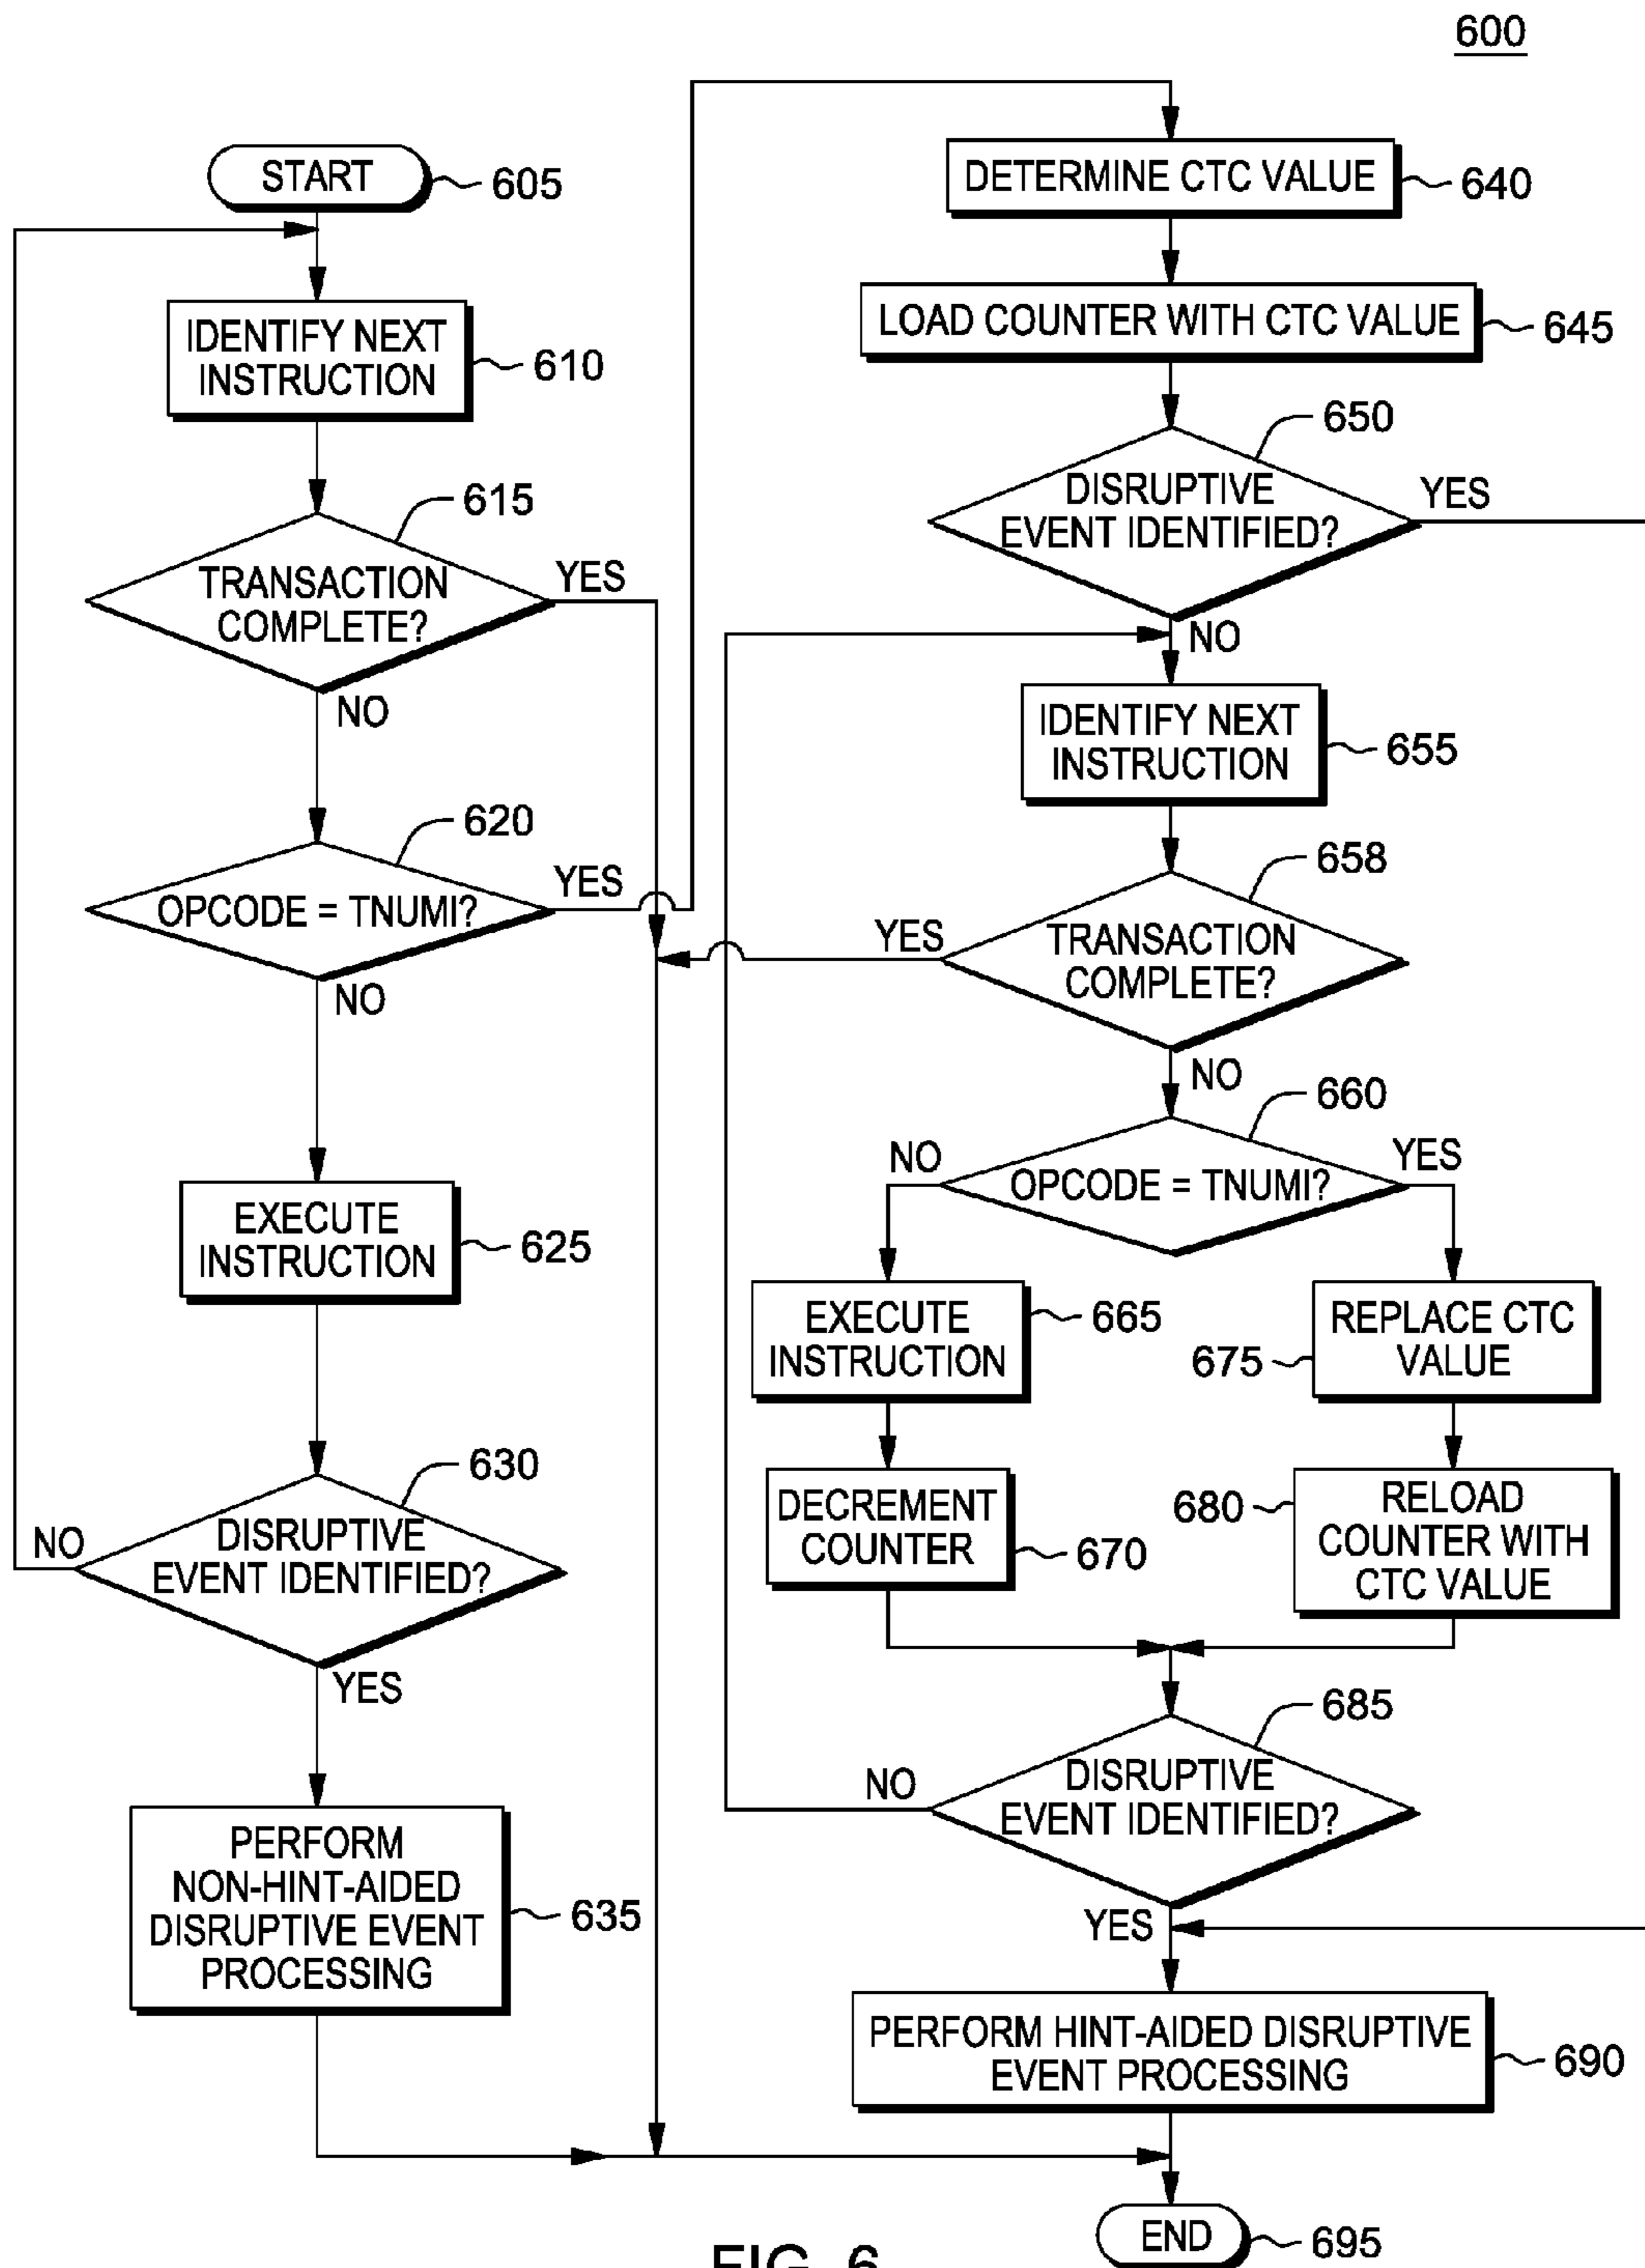 600
START
605
IDENTIFY NEXT
INSTRUCTION
610
615
TRANSACTION
COMPLETE?
YES
NO
620
OPCODE = TNUMI?
YES
NO
EXECUTE
INSTRUCTION
625
630
DISRUPTIVE
EVENT IDENTIFIED?
NO
YES
PERFORM
NON-HINT-AIDED
DISRUPTIVE EVENT
PROCESSING
635
DETERMINE CTC VALUE
640
LOAD COUNTER WITH CTC VALUE
645
650
DISRUPTIVE
EVENT IDENTIFIED?
YES
NO
IDENTIFY NEXT
INSTRUCTION
655
658
TRANSACTION
COMPLETE?
YES
NO
660
OPCODE = TNUMI?
NO
YES
EXECUTE
INSTRUCTION
665
DECREMENT
COUNTER
670
REPLACE CTC
VALUE
675
RELOAD
COUNTER WITH
CTC VALUE
680
685
DISRUPTIVE
EVENT IDENTIFIED?
NO
YES
PERFORM HINT-AIDED DISRUPTIVE
EVENT PROCESSING
690
END
695
FIG. 6